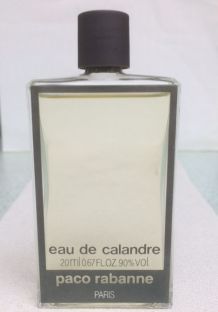 eau de calandre
20ml 0.67FL.OZ. 90%VOL
paco rabanne
PARIS